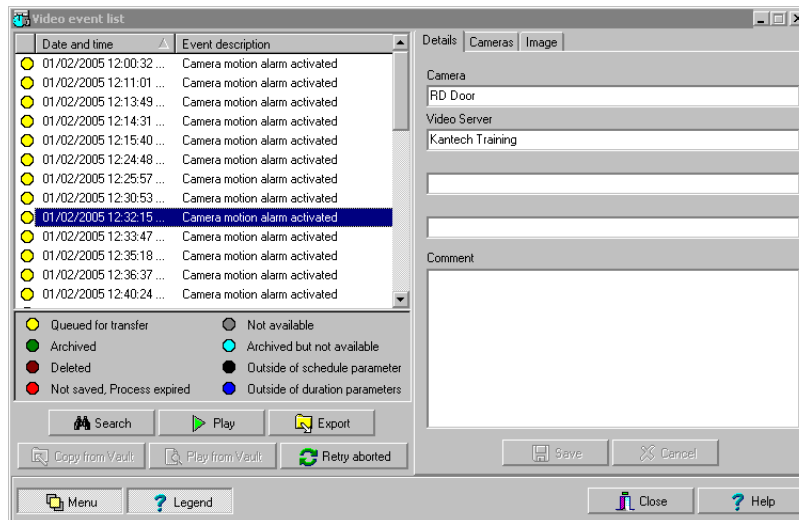 Video event list
Date and time Event description
01/02/2005 12:00:32 ... Camera motion alarm activated
01/02/2005 12:11:01 ... Camera motion alarm activated
01/02/2005 12:13:49 ... Camera motion alarm activated
01/02/2005 12:14:31 ... Camera motion alarm activated
01/02/2005 12:15:40 ... Camera motion alarm activated
01/02/2005 12:24:48 ... Camera motion alarm activated
01/02/2005 12:25:57 ... Camera motion alarm activated
01/02/2005 12:30:53 ... Camera motion alarm activated
01/02/2005 12:32:15 ... Camera motion alarm activated
01/02/2005 12:33:47 ... Camera motion alarm activated
01/02/2005 12:35:18 ... Camera motion alarm activated
01/02/2005 12:36:37 ... Camera motion alarm activated
01/02/2005 12:40:24 ... Camera motion alarm activated
Queued for transfer Not available
Archived Archived but not available
Deleted Outside of schedule parameter
Not saved, Process expired Outside of duration parameters
Search Play Export
Copy from Vault Play from Vault Retry aborted
Menu Legend
Details Cameras Image
Camera
RD Door
Video Server
Kantech Training
Comment
Save Cancel
Close Help